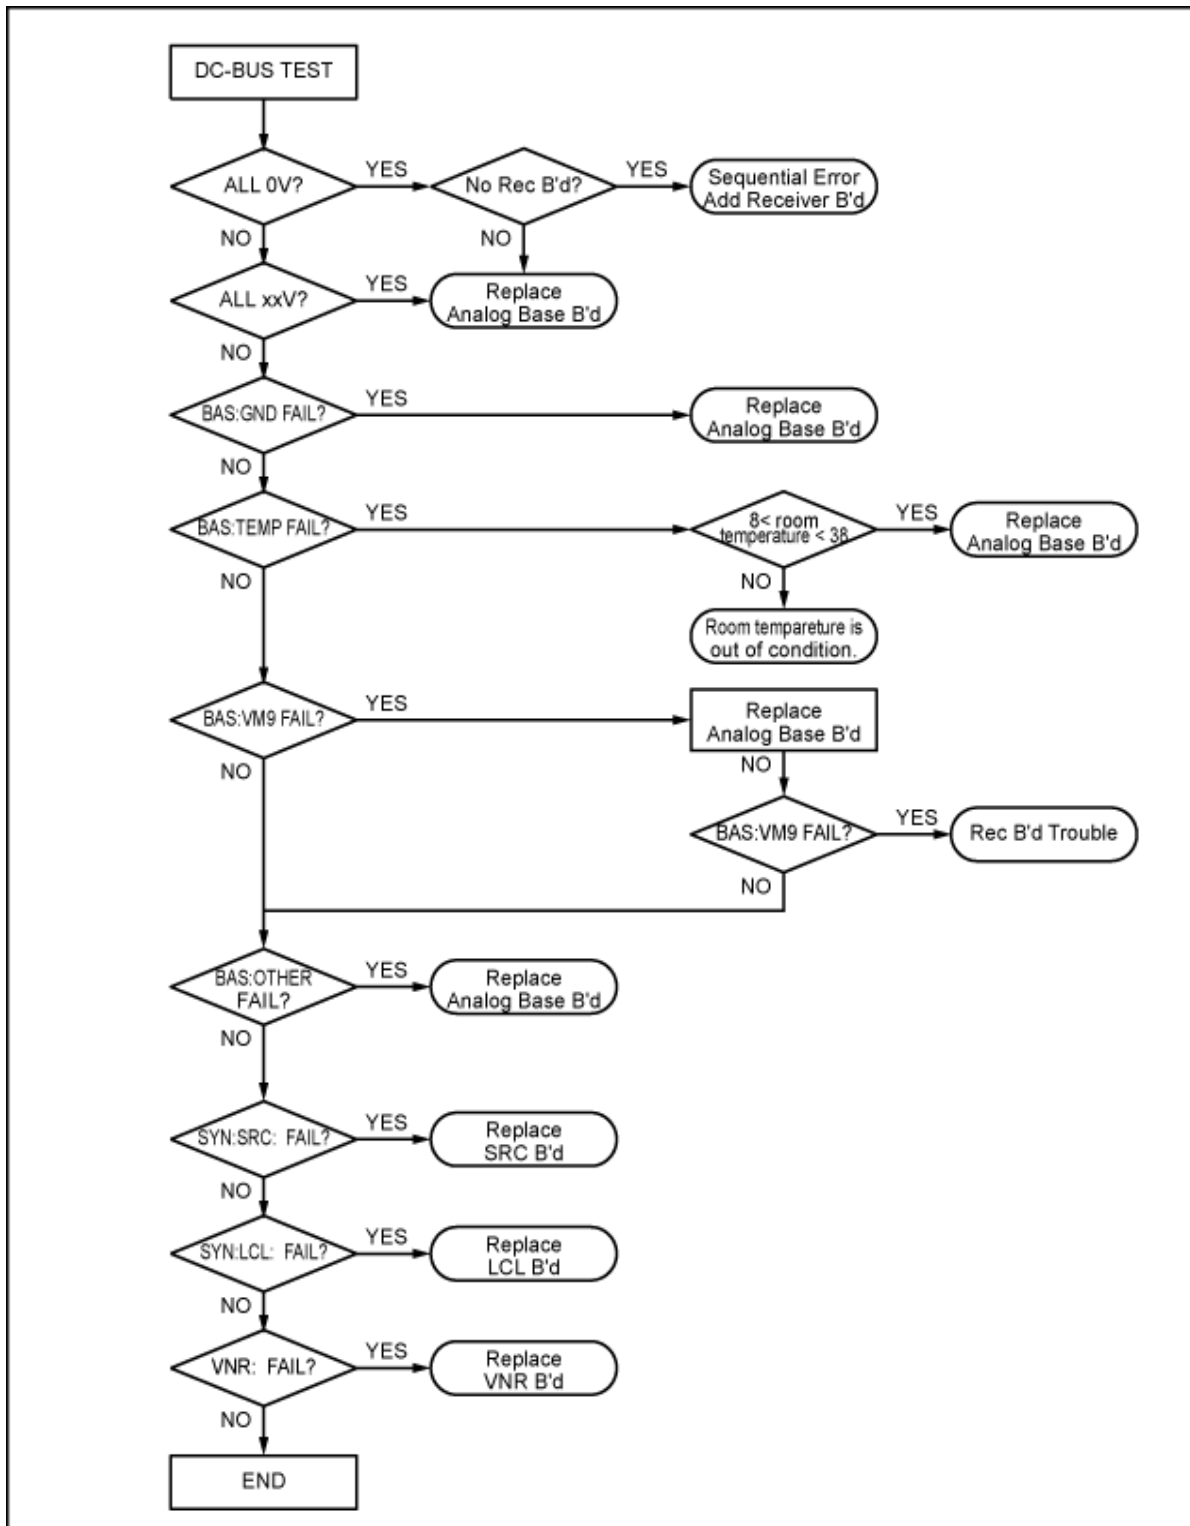 DC-BUS TEST
ALL 0V?
YES
No Rec B'd?
YES
Sequential Error
Add Receiver B'd
NO
NO
ALL xxV?
YES
Replace
Analog Base B'd
NO
BAS:GND FAIL?
YES
Replace
Analog Base B'd
NO
BAS:TEMP FAIL?
YES
8< room
temperature < 38
YES
Replace
Analog Base B'd
NO
NO
Room tempareture is
out of condition.
BAS:VM9 FAIL?
YES
Replace
Analog Base B'd
NO
NO
BAS:VM9 FAIL?
YES
Rec B'd Trouble
NO
BAS:OTHER
FAIL?
YES
Replace
Analog Base B'd
NO
SYN:SRC: FAIL?
YES
Replace
SRC B'd
NO
SYN:LCL: FAIL?
YES
Replace
LCL B'd
NO
VNR: FAIL?
YES
Replace
VNR B'd
NO
END